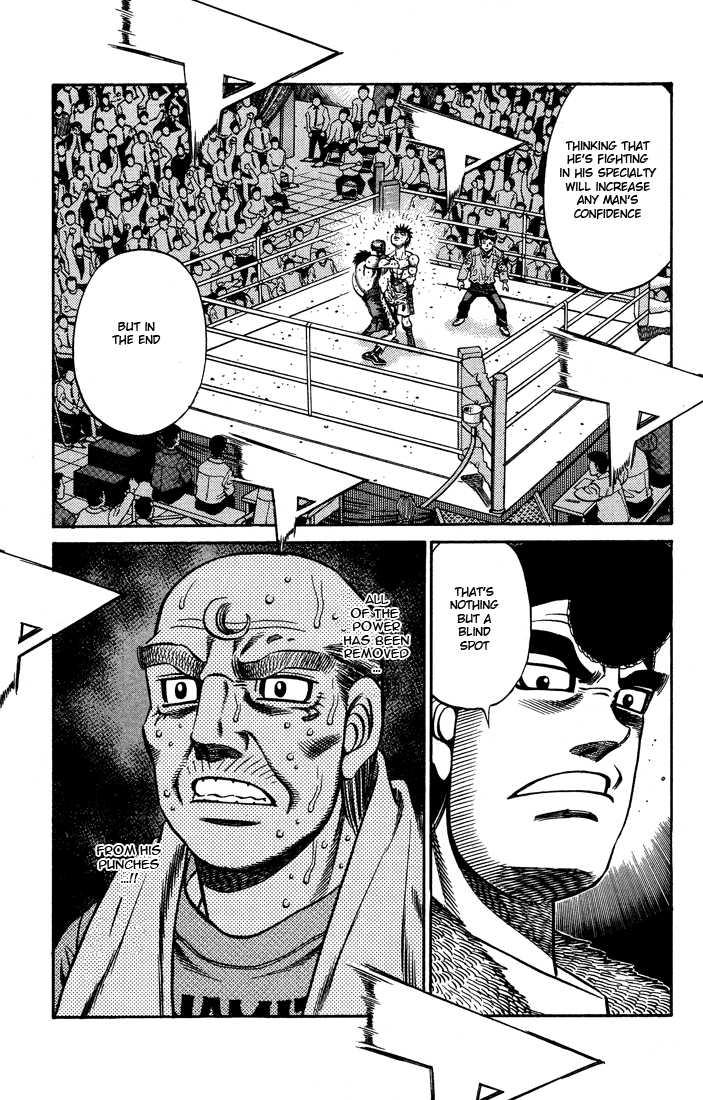 THINKING THAT
HE'S FIGHTING
IN HIS SPECIALTY
WILL INCREASE
ANY MAN'S
CONFIDENCE
BUT IN
THE END
THAT'S
NOTHING
BUT A
BLIND
SPOT
ALL
OF THE
POWER
HAS BEEN
REMOVED
...
FROM HIS
PUNCHES
...!!